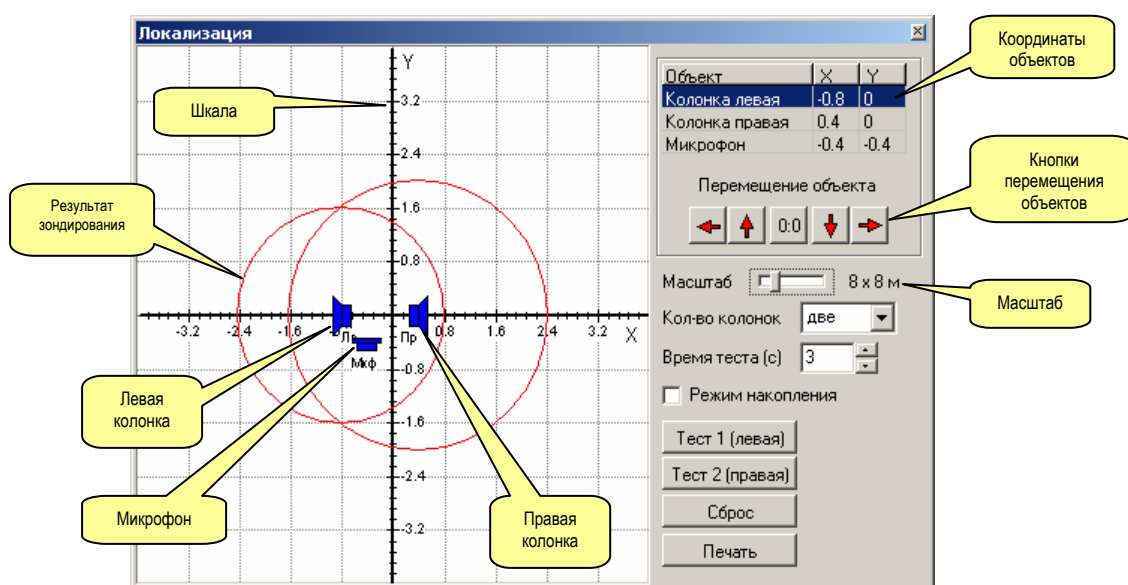 Локализация
Координаты
объектов
Y
Объект X Y
Колонка левая -0.8 0
Колонка правая 0.4 0
Микрофон -0.4 -0.4
Шкала
3.2
2.4
Кнопки
перемещения
объектов
Перемещение объекта
0:0
Результат
зондирования
1.6
0.8
Масштаб 8 x 8 м
Масштаб
Кол-во колонок две
-3.2 -2.4 -1.6 0.8 1.6 2.4 3.2 X
Лв Пр
Мкф
Время теста (с) 3
-0.8
Режим накопления
Левая
колонка
-1.6
Тест 1 (левая)
-2.4
Тест 2 (правая)
Микрофон
Правая
колонка
Сброс
-3.2
Печать